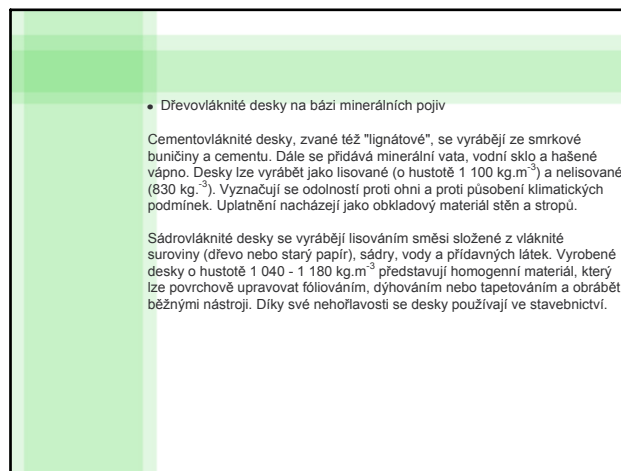 • Dřevovláknité desky na bázi minerálních pojiv
Cementovláknité desky, zvané též "lignátové", se vyrábějí ze smrkové
buničiny a cementu. Dále se přidává minerální vata, vodní sklo a hašené
vápno. Desky lze vyrábět jako lisované (o hustotě 1 100 kg.m⁻³) a nelisované
(830 kg.⁻³). Vyznačují se odolností proti ohni a proti působení klimatických
podmínek. Uplatnění nacházejí jako obkladový materiál stěn a stropů.
Sádrovláknité desky se vyrábějí lisováním směsi složené z vláknité
suroviny (dřevo nebo starý papír), sádry, vody a přídavných látek. Vyrobené
desky o hustotě 1 040 - 1 180 kg.m⁻³ představují homogenní materiál, který
lze povrchově upravovat fóliováním, dýhováním nebo tapetováním a obrábět
běžnými nástroji. Díky své nehořlavosti se desky používají ve stavebnictví.